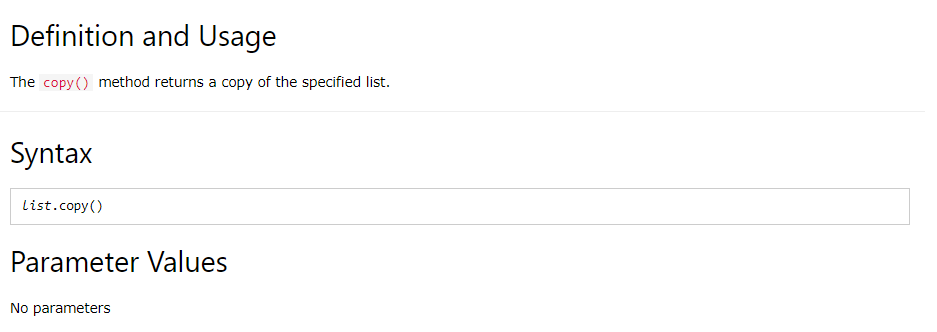 Definition and Usage
The copy() method returns a copy of the specified list.
Syntax
list.copy()
Parameter Values
No parameters